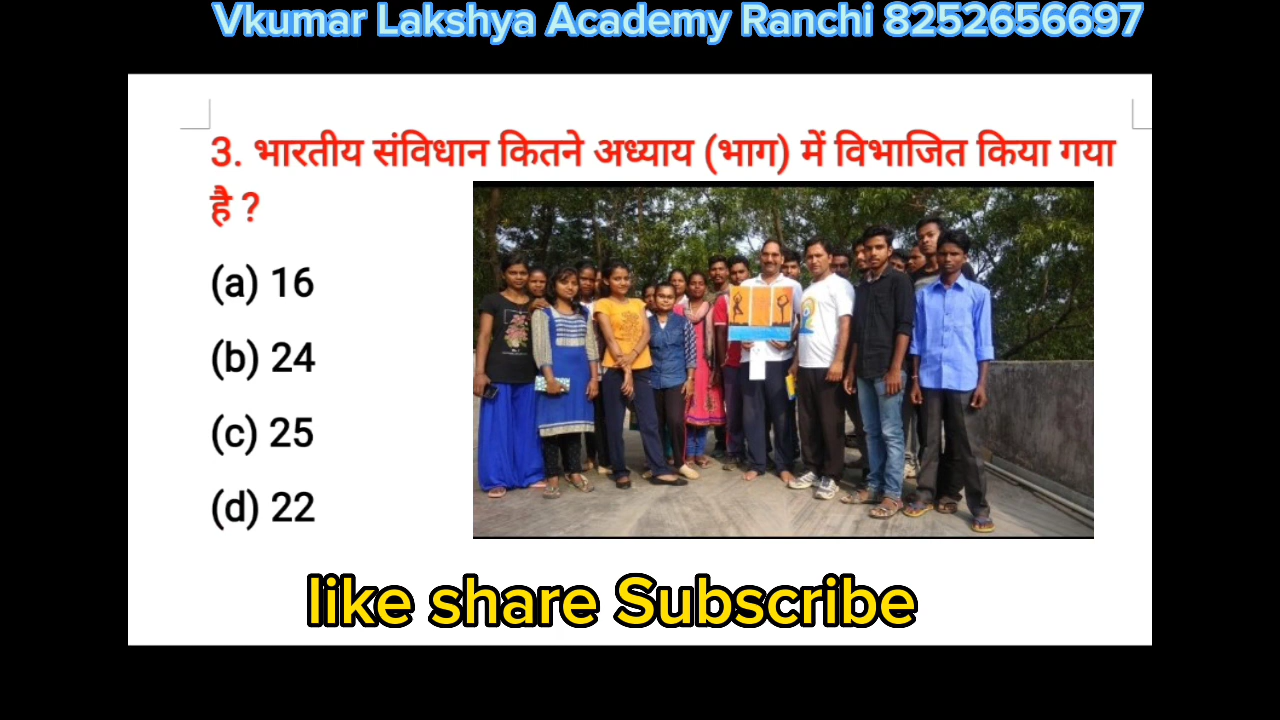 Vkumar Lakshya Academy Ranchi 8252656697
3. भारतीय संविधान कितने अध्याय (भाग) में विभाजित किया गया
है ?
(a) 16
(b) 24
(c) 25
(d) 22
like share Subscribe